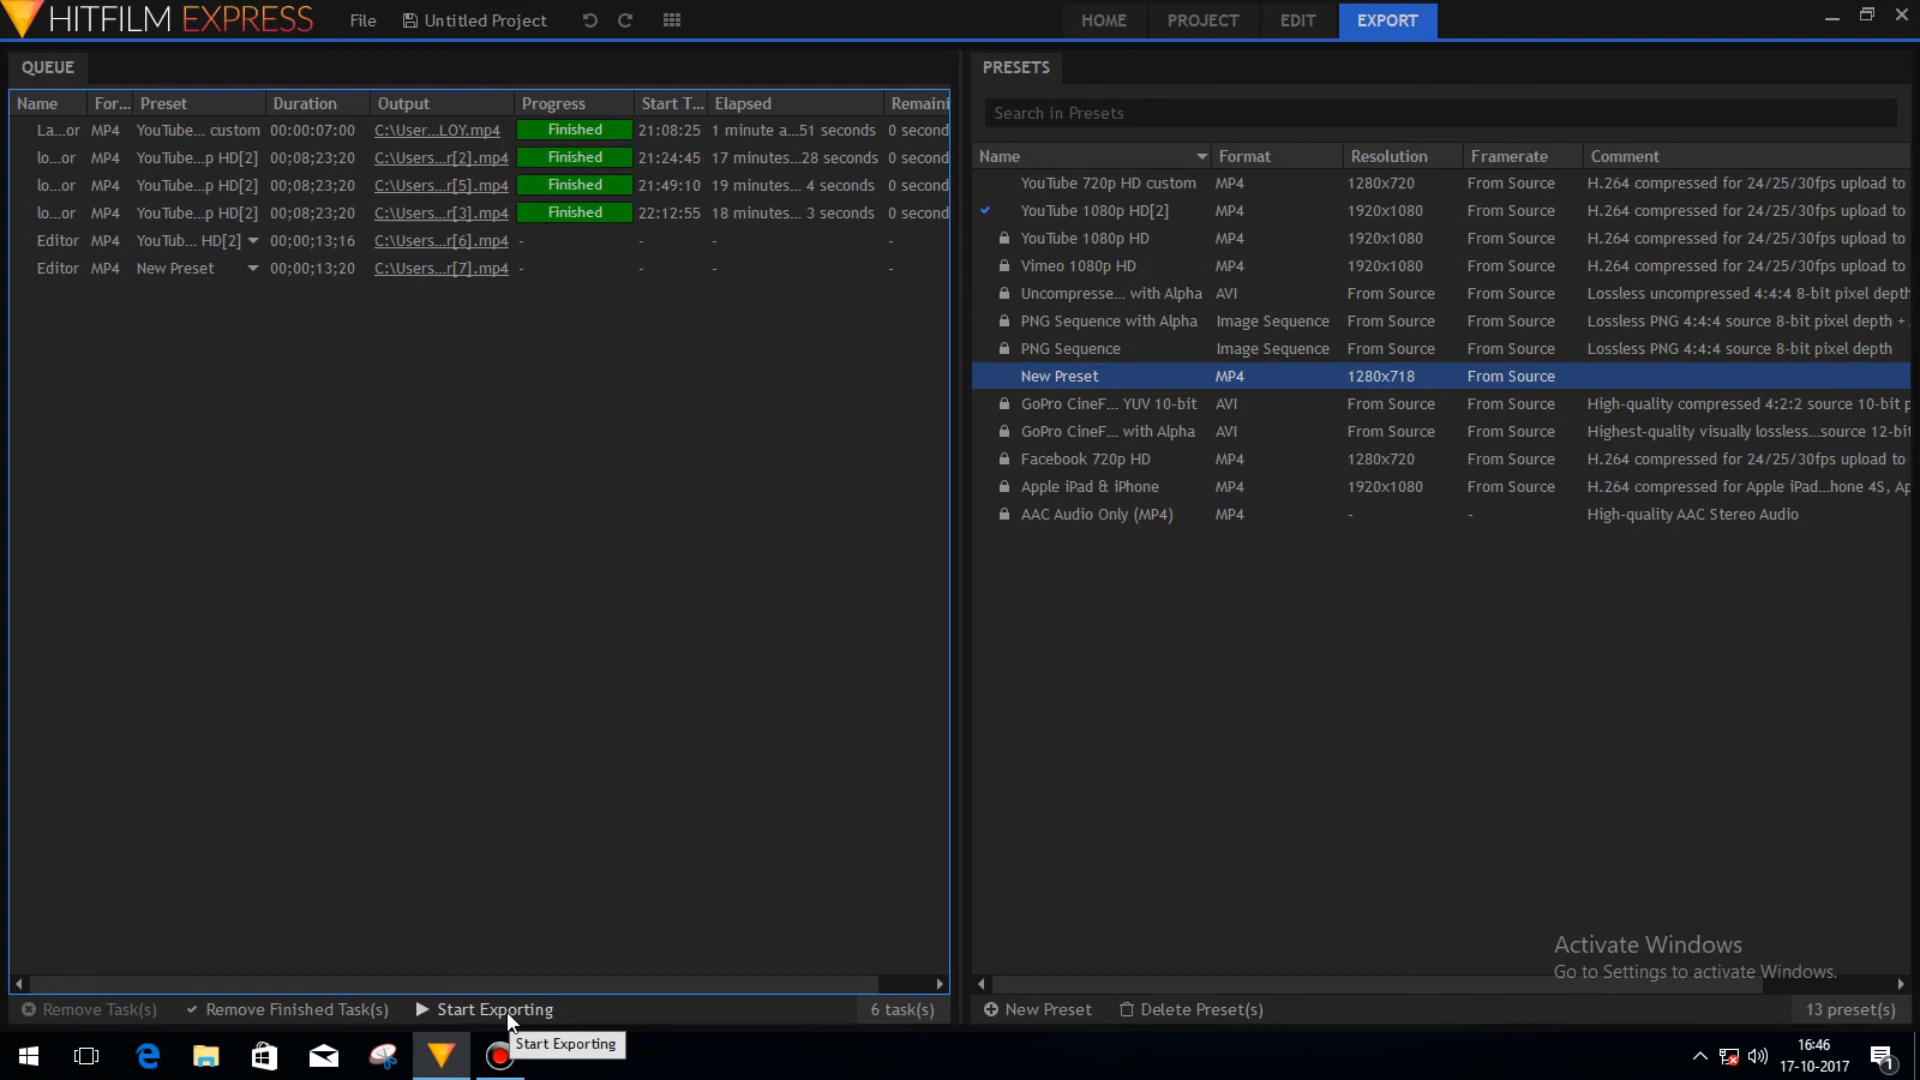 HITFILM EXPRESS File Untitled Project HOME PROJECT EDIT EXPORT
QUEUE
Name For... Preset Duration Output Progress Start T... Elapsed Remaini
La...or MP4 YouTube... custom 00:00:07:00 C:\User...LOY.mp4 Finished 21:08:25 1 minute a...51 seconds 0 second
lo...or MP4 YouTube...p HD[2] 00;08;23;20 C:\Users...r[2].mp4 Finished 21:24:45 17 minutes...28 seconds 0 second
lo...or MP4 YouTube...p HD[2] 00;08;23;20 C:\Users...r[5].mp4 Finished 21:49:10 19 minutes... 4 seconds 0 second
lo...or MP4 YouTube...p HD[2] 00;08;23;20 C:\Users...r[3].mp4 Finished 22:12:55 18 minutes... 3 seconds 0 second
Editor MP4 YouTub... HD[2] 00;00;13;16 C:\Users...r[6].mp4 - - - -
Editor MP4 New Preset 00;00;13;20 C:\Users...r[7].mp4 - - - -
Remove Task(s) Remove Finished Task(s) Start Exporting 6 task(s)
Start Exporting
PRESETS
Search in Presets
Name Format Resolution Framerate Comment
YouTube 720p HD custom MP4 1280x720 From Source H.264 compressed for 24/25/30fps upload to
YouTube 1080p HD[2] MP4 1920x1080 From Source H.264 compressed for 24/25/30fps upload to
YouTube 1080p HD MP4 1920x1080 From Source H.264 compressed for 24/25/30fps upload to
Vimeo 1080p HD MP4 1920x1080 From Source H.264 compressed for 24/25/30fps upload to
Uncompresse... with Alpha AVI From Source From Source Lossless uncompressed 4:4:4 8-bit pixel depth
PNG Sequence with Alpha Image Sequence From Source From Source Lossless PNG 4:4:4 source 8-bit pixel depth + .
PNG Sequence Image Sequence From Source From Source Lossless PNG 4:4:4 source 8-bit pixel depth
New Preset MP4 1280x718 From Source
GoPro CineF... YUV 10-bit AVI From Source From Source High-quality compressed 4:2:2 source 10-bit p
GoPro CineF... with Alpha AVI From Source From Source Highest-quality visually lossless...source 12-bit
Facebook 720p HD MP4 1280x720 From Source H.264 compressed for 24/25/30fps upload to
Apple iPad & iPhone MP4 1920x1080 From Source H.264 compressed for Apple iPad...hone 4S, Ap
AAC Audio Only (MP4) MP4 - - High-quality AAC Stereo Audio
Activate Windows
Go to Settings to activate Windows.
New Preset Delete Preset(s) 13 preset(s)
16:46
17-10-2017
1